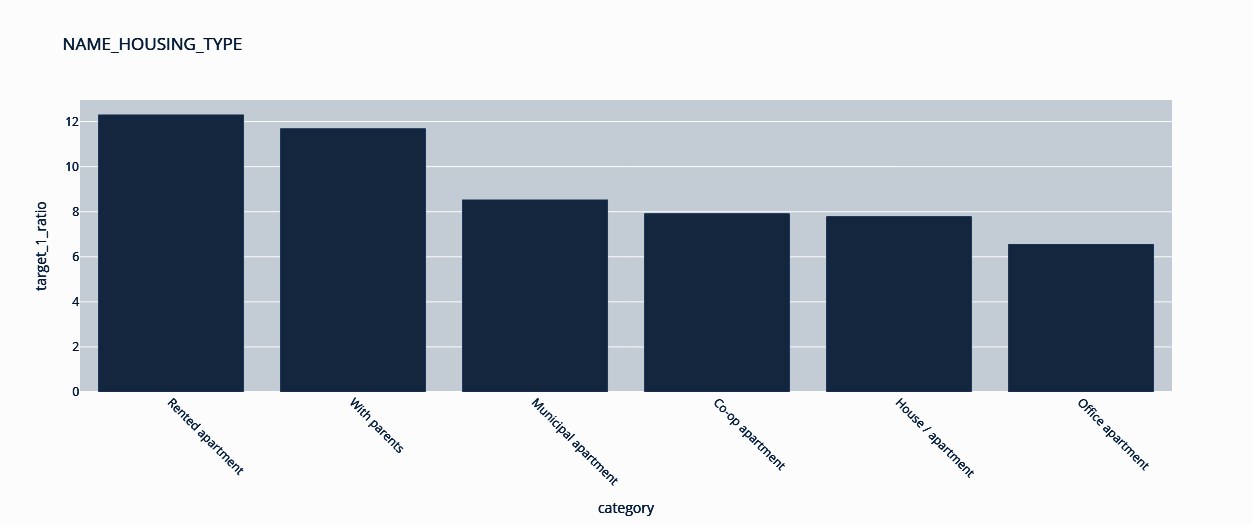 NAME_HOUSING_TYPE
target_1_ratio
12
10
8
6
4
2
0
Rented apartment
With parents
Municipal apartment
Co-op apartment
House / apartment
Office apartment
category